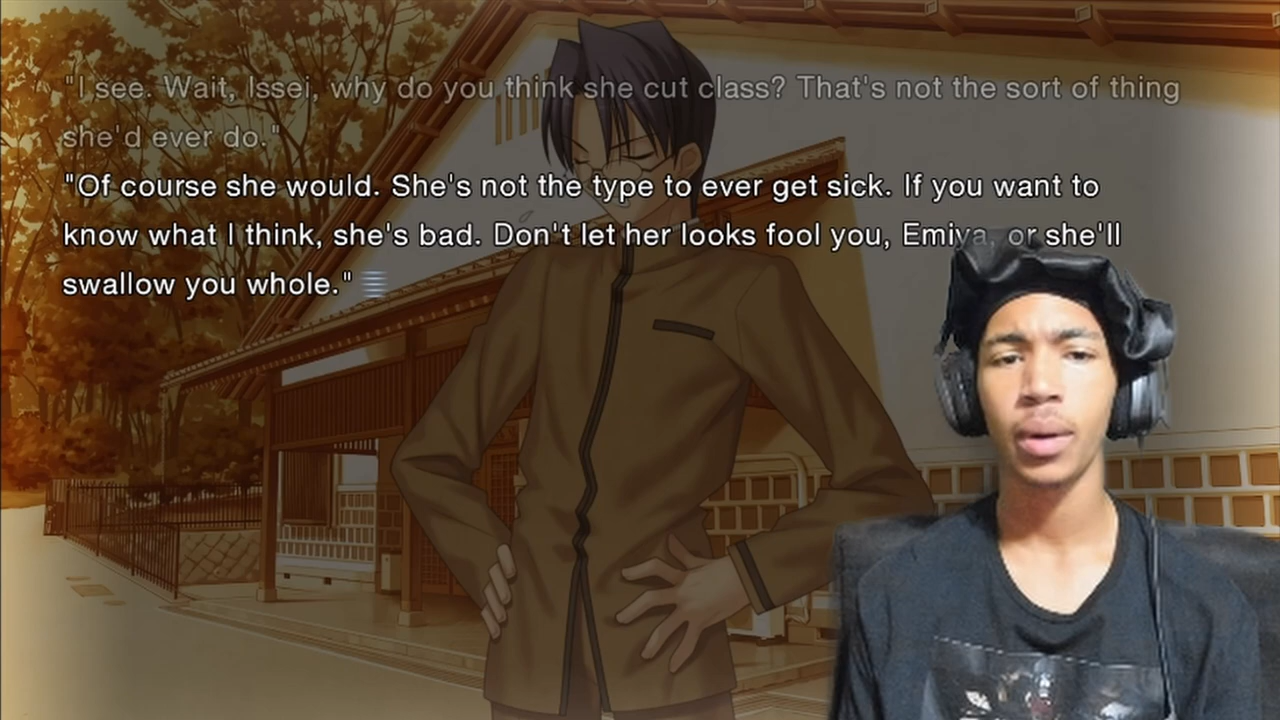 "I see. Wait, Issei, why do you think she cut class? That's not the sort of thing
she'd ever do."
"Of course she would. She's not the type to ever get sick. If you want to
know what I think, she's bad. Don't let her looks fool you, Emiya, or she'll
swallow you whole."